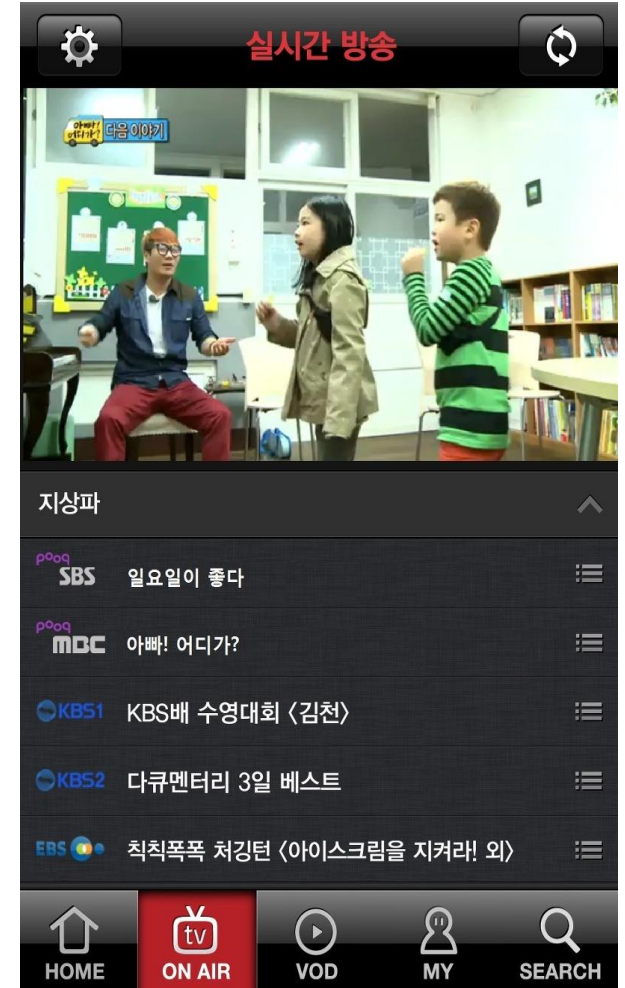 실시간 방송
아빠!
어디가? 다음 이야기
지상파
pooq
SBS 일요일이 좋다
pooq
MBC 아빠! 어디가?
KBS1 KBS배 수영대회 〈김천〉
KBS2 다큐멘터리 3일 베스트
EBS 칙칙폭폭 처깅턴 〈아이스크림을 지켜라! 외〉
tv
HOME ON AIR VOD MY SEARCH